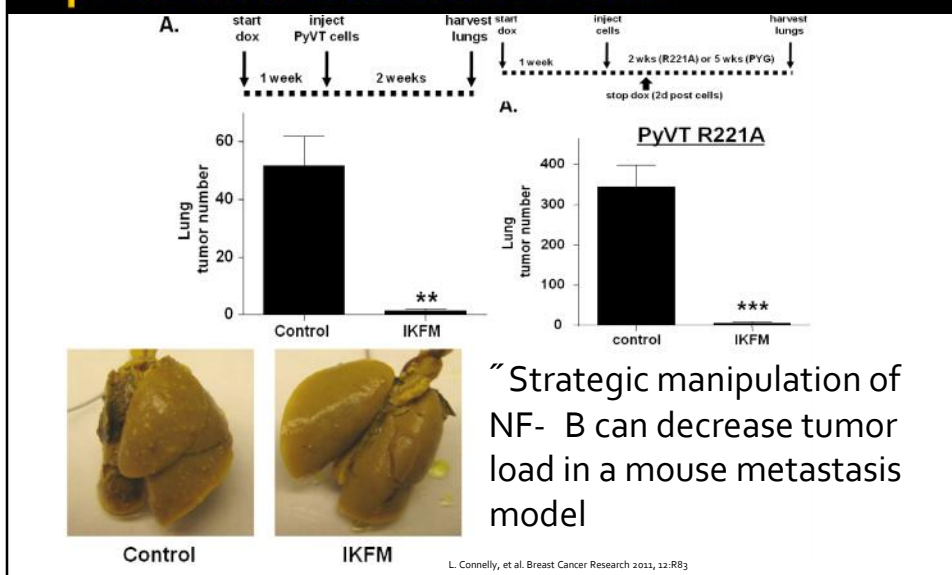 A.
start dox
inject PyVT cells
harvest lungs
1 week
2 weeks
start dox
inject cells
harvest lungs
1 week
2 wks (R221A) or 5 wks (PYG)
stop dox (2d post cells)
Lung tumor number
60
40
20
0
**
Control
IKFM
A.
PyVT R221A
Lung tumor number
400
300
200
100
0
***
control
IKFM
Control
IKFM
˝Strategic manipulation of
NF- B can decrease tumor
load in a mouse metastasis
model
L. Connelly, et al. Breast Cancer Research 2011, 12:R83